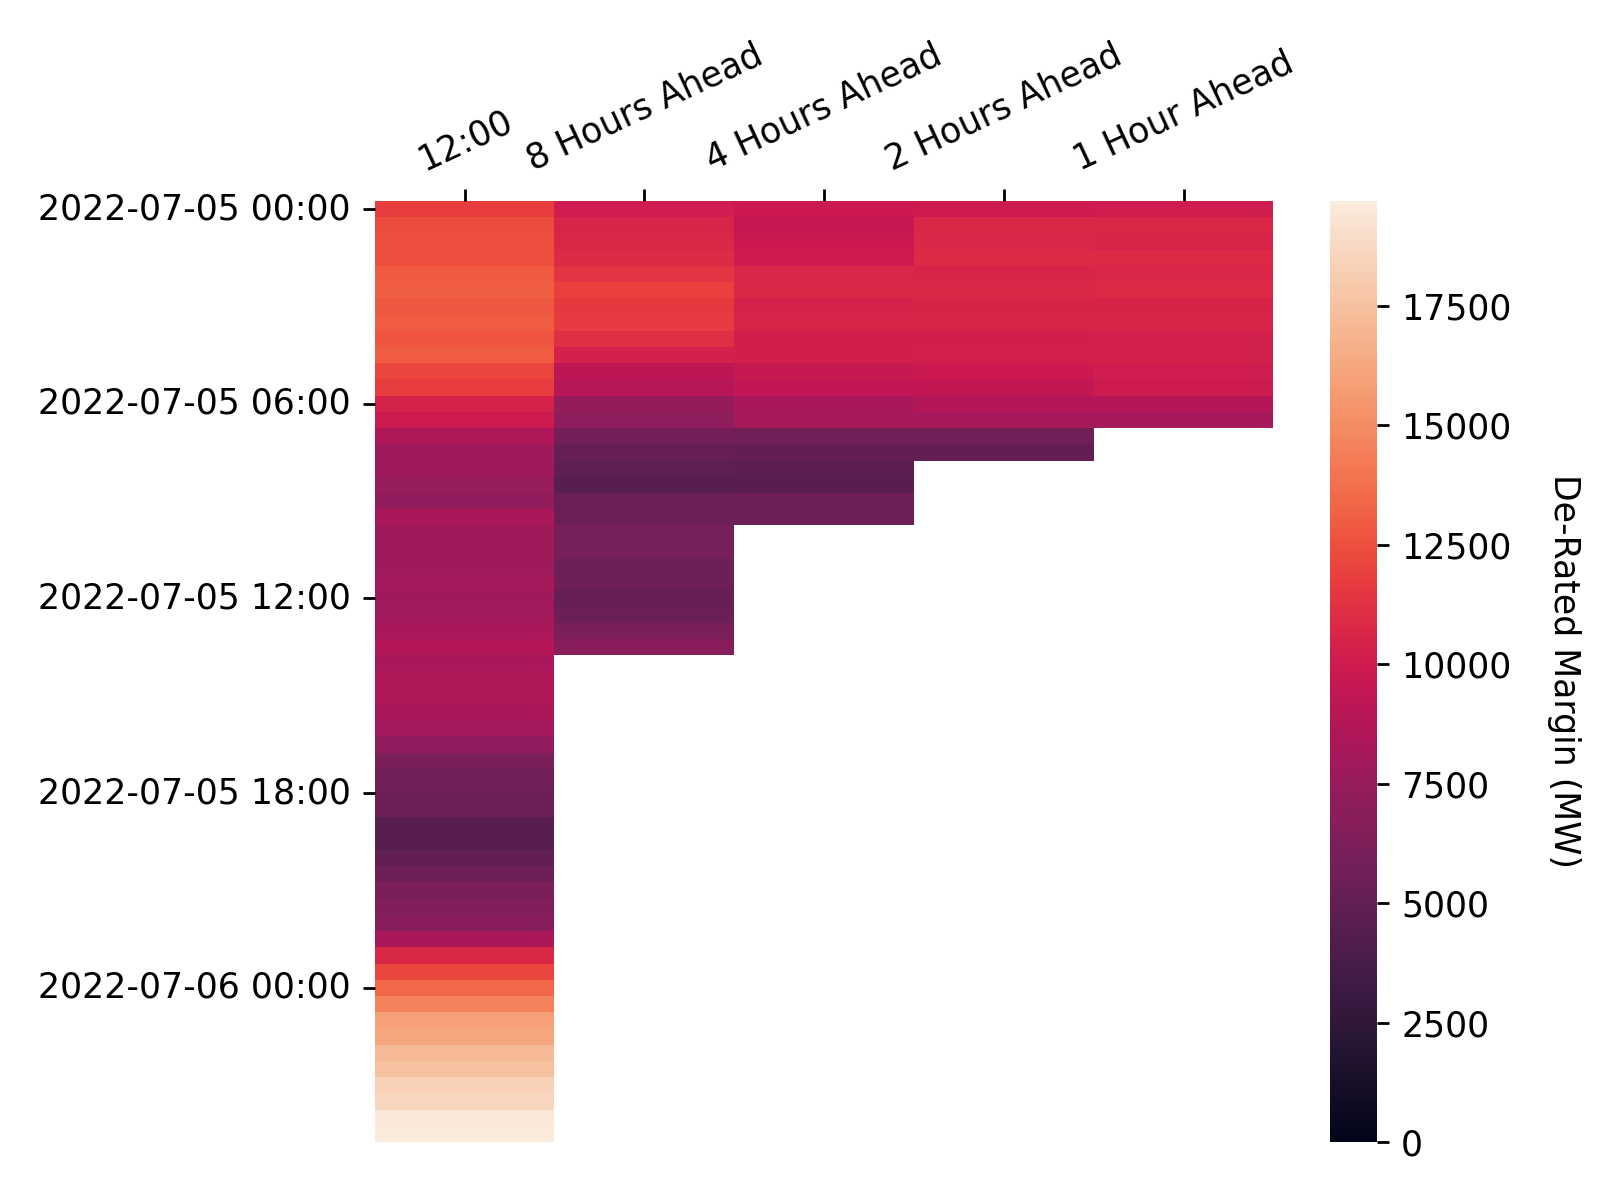 12:00
8 Hours Ahead
4 Hours Ahead
2 Hours Ahead
1 Hour Ahead
2022-07-05 00:00
2022-07-05 06:00
2022-07-05 12:00
2022-07-05 18:00
2022-07-06 00:00
17500
15000
12500
10000
7500
5000
2500
0
De-Rated Margin (MW)